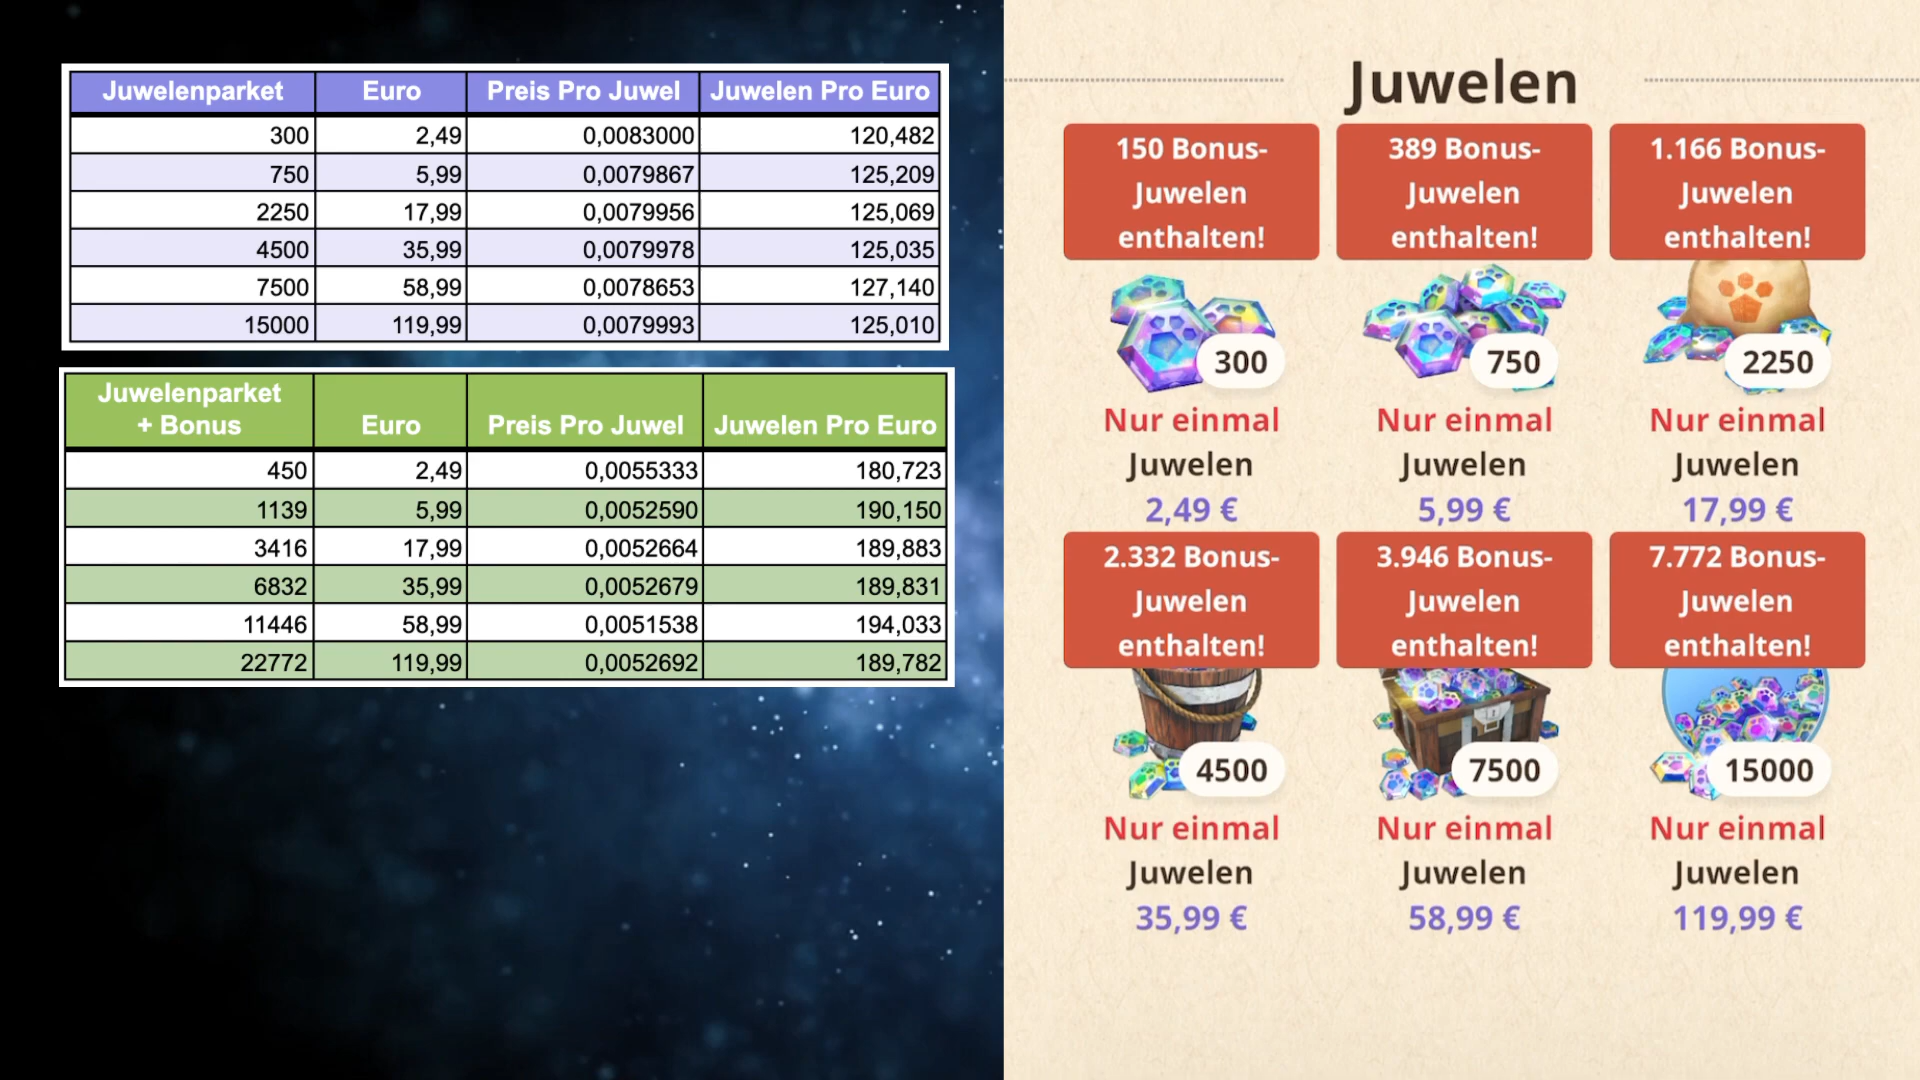 Juwelenparket Euro Preis Pro Juwel Juwelen Pro Euro
300 2,49 0,0083000 120,482
750 5,99 0,0079867 125,209
2250 17,99 0,0079956 125,069
4500 35,99 0,0079978 125,035
7500 58,99 0,0078653 127,140
15000 119,99 0,0079993 125,010
Juwelenparket
+ Bonus Euro Preis Pro Juwel Juwelen Pro Euro
450 2,49 0,0055333 180,723
1139 5,99 0,0052590 190,150
3416 17,99 0,0052664 189,883
6832 35,99 0,0052679 189,831
11446 58,99 0,0051538 194,033
22772 119,99 0,0052692 189,782
Juwelen
150 Bonus-
Juwelen
enthalten!
300
Nur einmal
Juwelen
2,49 €
389 Bonus-
Juwelen
enthalten!
750
Nur einmal
Juwelen
5,99 €
1.166 Bonus-
Juwelen
enthalten!
2250
Nur einmal
Juwelen
17,99 €
2.332 Bonus-
Juwelen
enthalten!
4500
Nur einmal
Juwelen
35,99 €
3.946 Bonus-
Juwelen
enthalten!
7500
Nur einmal
Juwelen
58,99 €
7.772 Bonus-
Juwelen
enthalten!
15000
Nur einmal
Juwelen
119,99 €